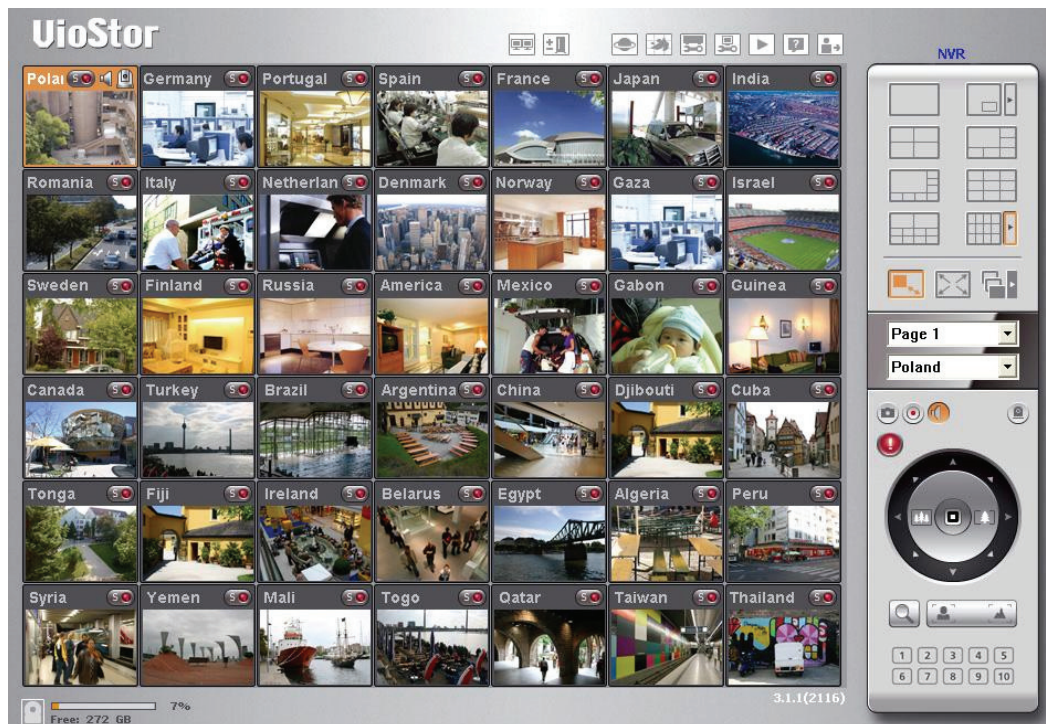 VioStor
NVR
Polar
Germany
Portugal
Spain
France
Japan
India
Romania
Italy
Netherlan
Denmark
Norway
Gaza
Israel
Sweden
Finland
Russia
America
Mexico
Gabon
Guinea
Canada
Turkey
Brazil
Argentina
China
Djibouti
Cuba
Tonga
Fiji
Ireland
Belarus
Egypt
Algeria
Peru
Syria
Yemen
Mali
Togo
Qatar
Taiwan
Thailand
Page 1
Poland
1 2 3 4 5
6 7 8 9 10
3.1.1(2116)
7%
Free: 272 GB